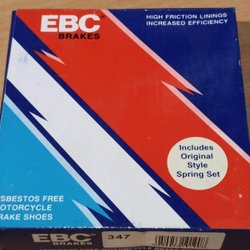 EBC
BRAKES
HIGH FRICTION LININGS
INCREASED EFFICIENCY
Includes
Original
Style
Spring Set
ASBESTOS FREE
MOTORCYCLE
BRAKE SHOES
EBC
347